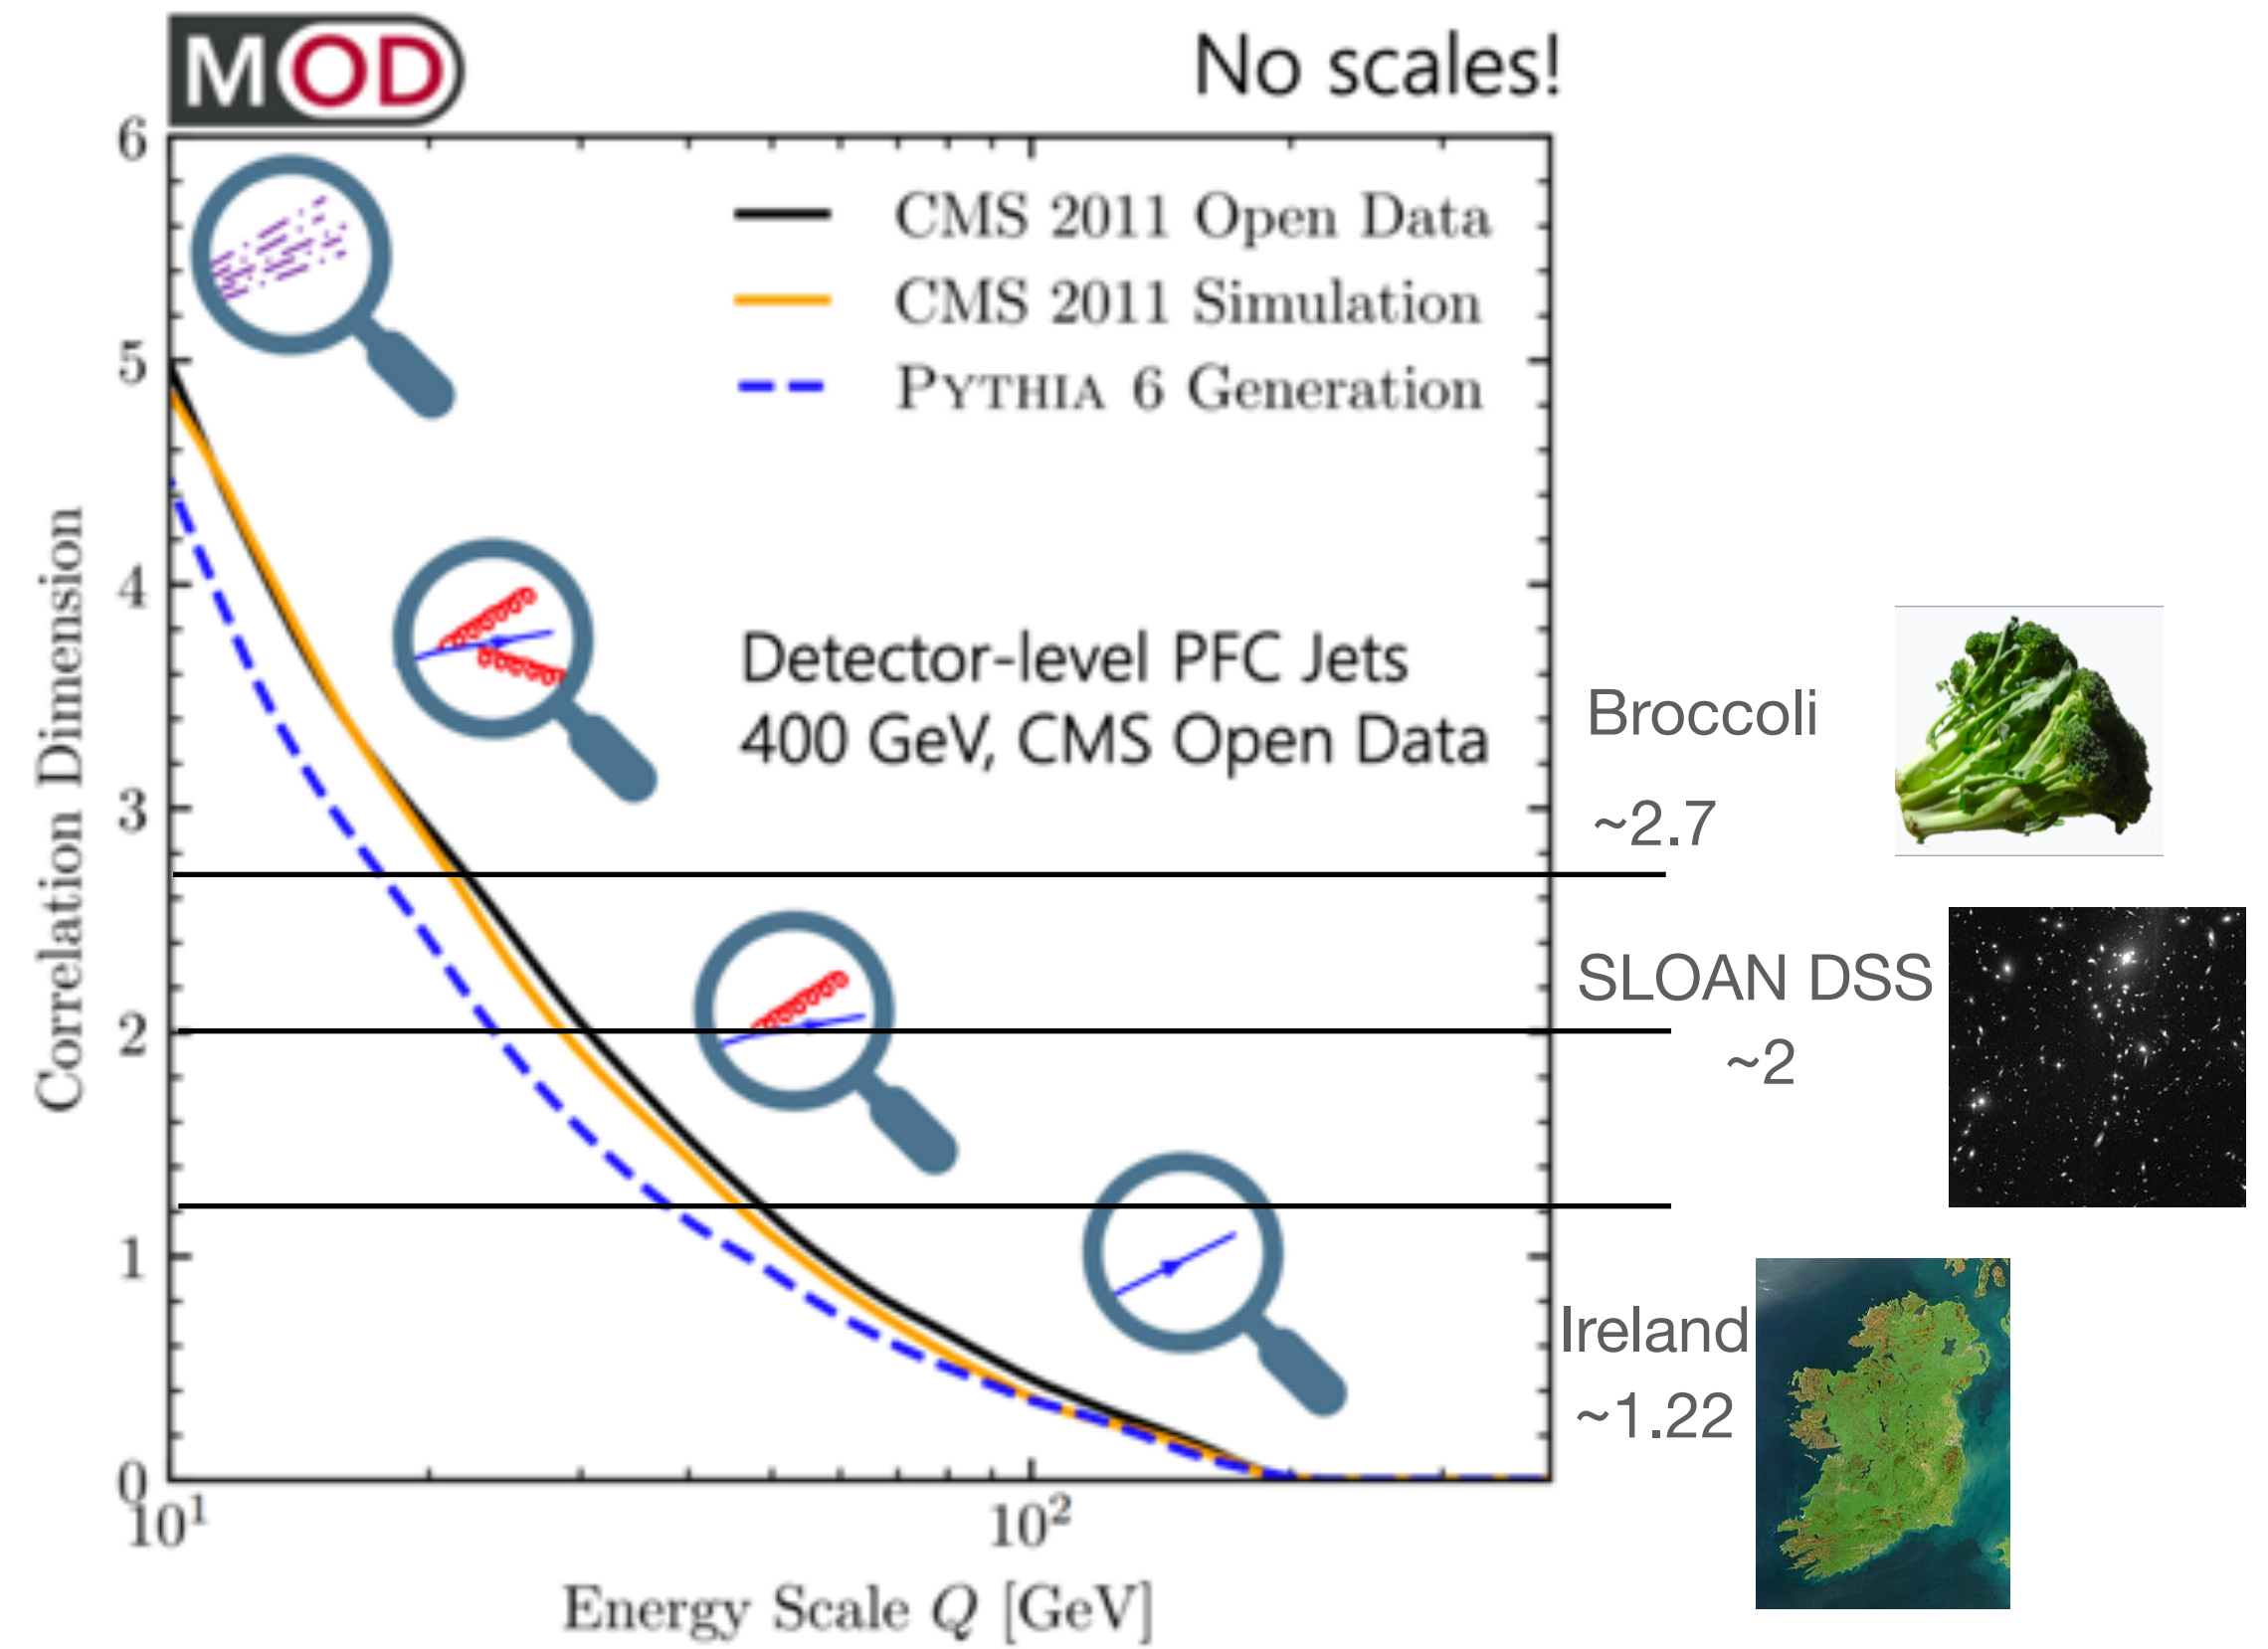 MOD
No scales!
6
5
4
3
2
1
0
10¹
10²
Correlation Dimension
Energy Scale Q [GeV]
CMS 2011 Open Data
CMS 2011 Simulation
PYTHIA 6 Generation
Detector-level PFC Jets
400 GeV, CMS Open Data
Broccoli
~2.7
SLOAN DSS
~2
Ireland
~1.22